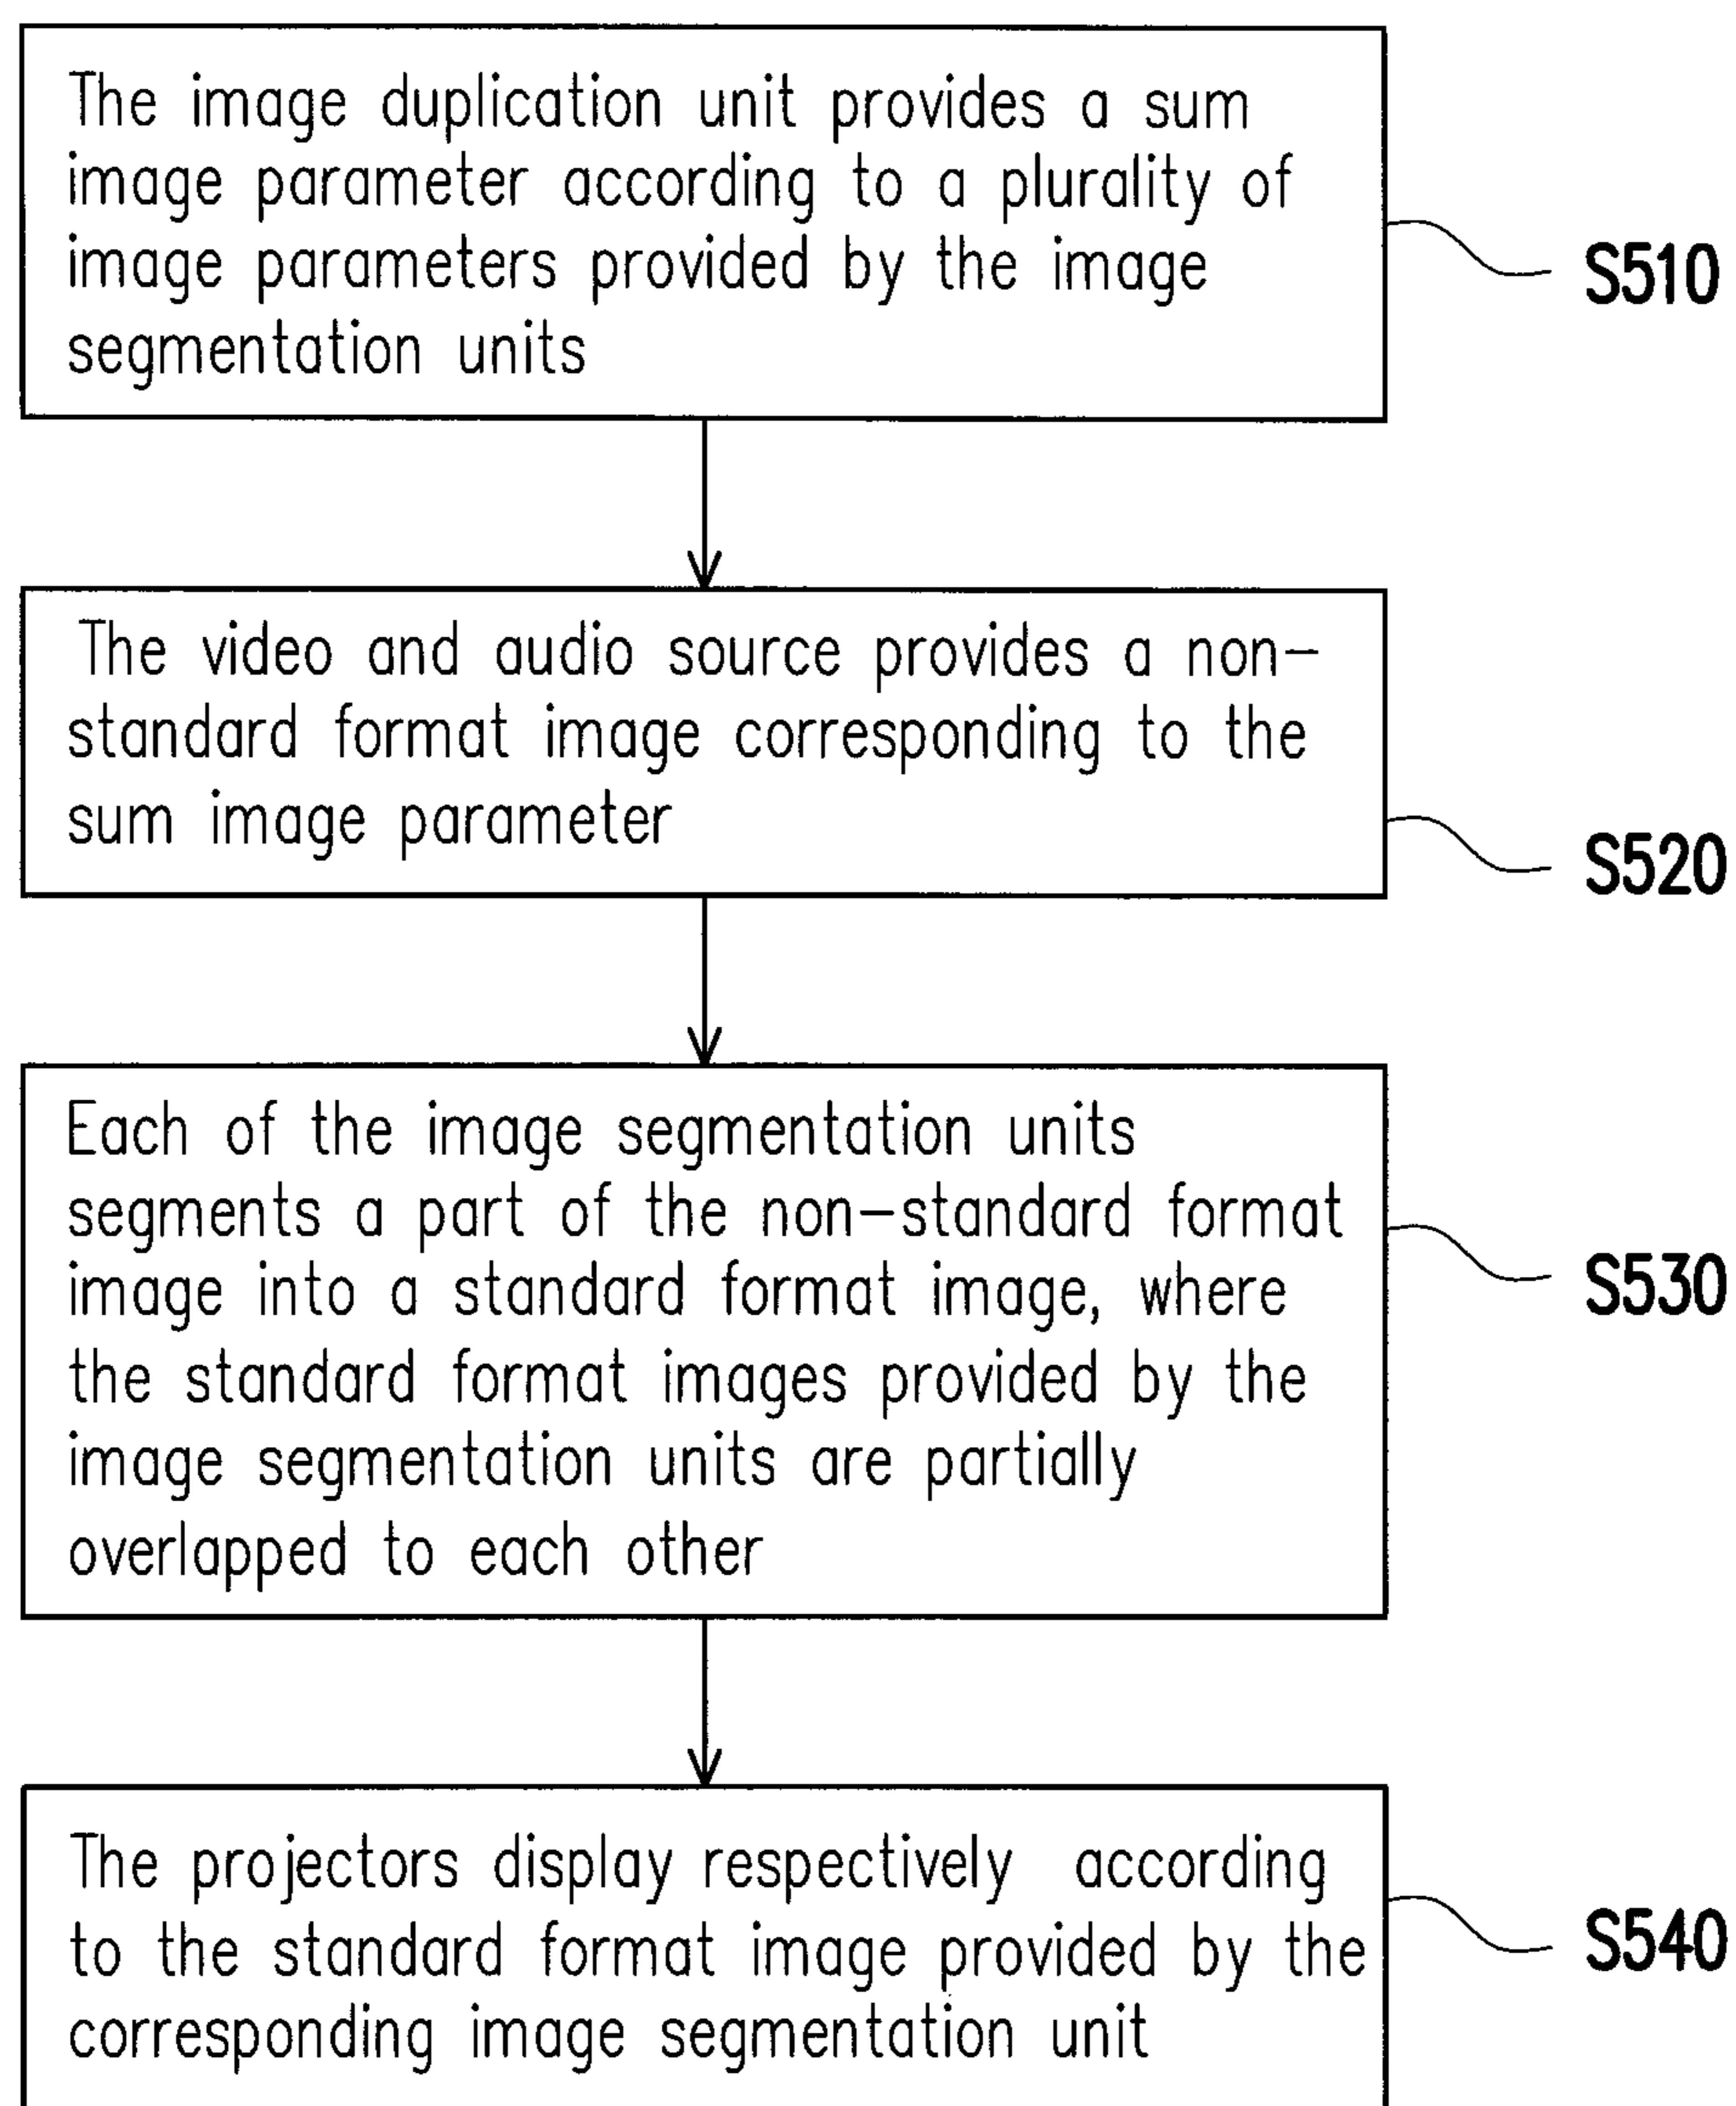 The image duplication unit provides a sum
image parameter according to a plurality of
image parameters provided by the image
segmentation units
S510
The video and audio source provides a non-
standard format image corresponding to the
sum image parameter
S520
Each of the image segmentation units
segments a part of the non-standard format
image into a standard format image, where
the standard format images provided by the
image segmentation units are partially
overlapped to each other
S530
The projectors display respectively according
to the standard format image provided by the
corresponding image segmentation unit
S540